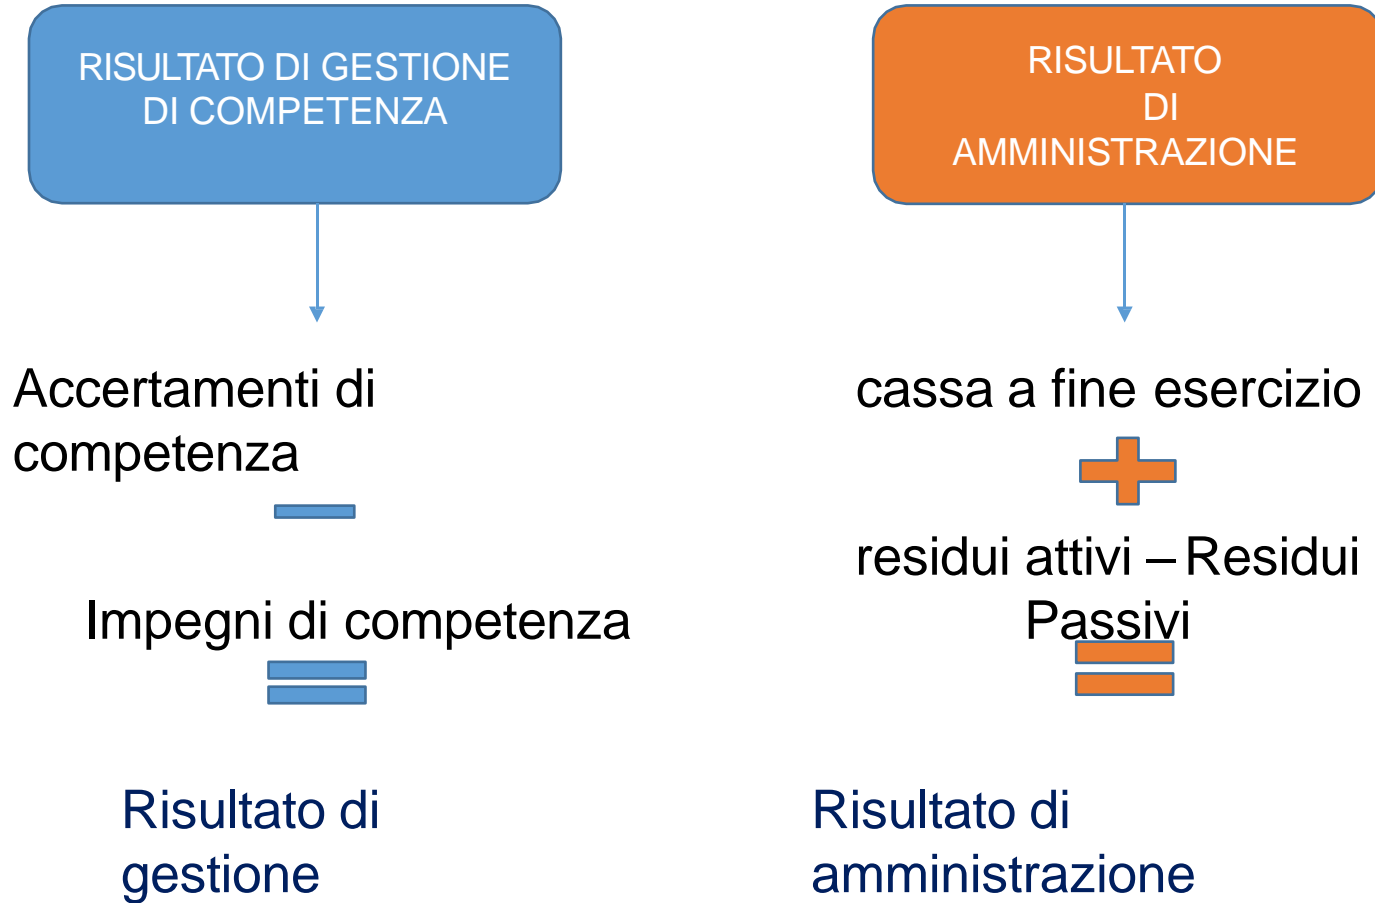 RISULTATO DI GESTIONE
DI COMPETENZA
Accertamenti di
competenza
Impegni di competenza
Risultato di
gestione
RISULTATO
DI
AMMINISTRAZIONE
cassa a fine esercizio
residui attivi – Residui
Passivi
Risultato di
amministrazione